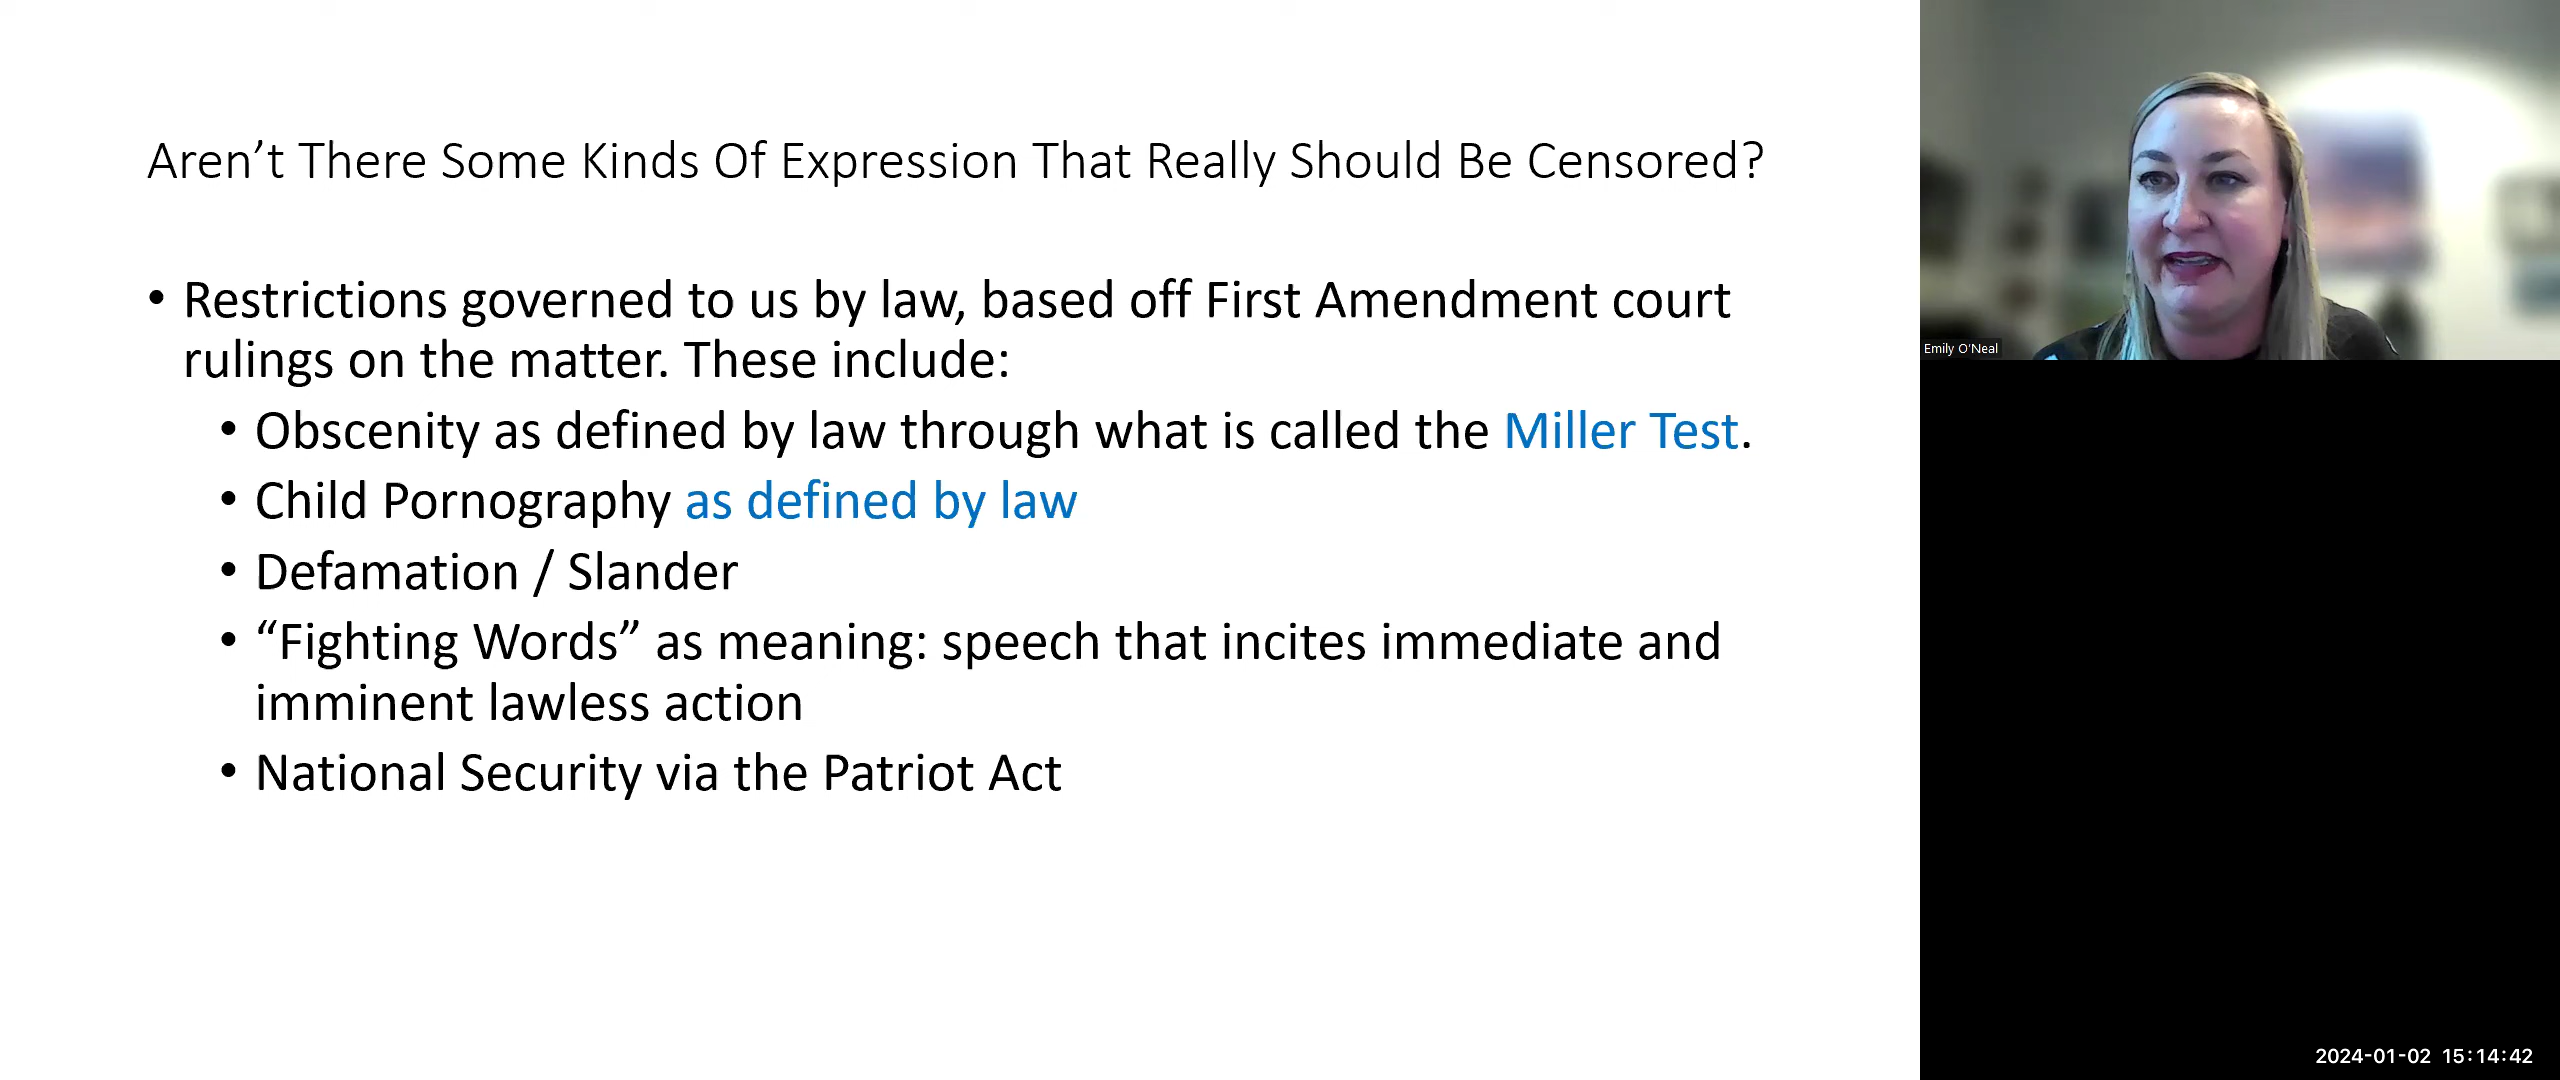 Aren’t There Some Kinds Of Expression That Really Should Be Censored?
• Restrictions governed to us by law, based off First Amendment court
rulings on the matter. These include:
• Obscenity as defined by law through what is called the Miller Test.
• Child Pornography as defined by law
• Defamation / Slander
• “Fighting Words” as meaning: speech that incites immediate and
imminent lawless action
• National Security via the Patriot Act
Emily O'Neal
2024-01-02 15:14:42